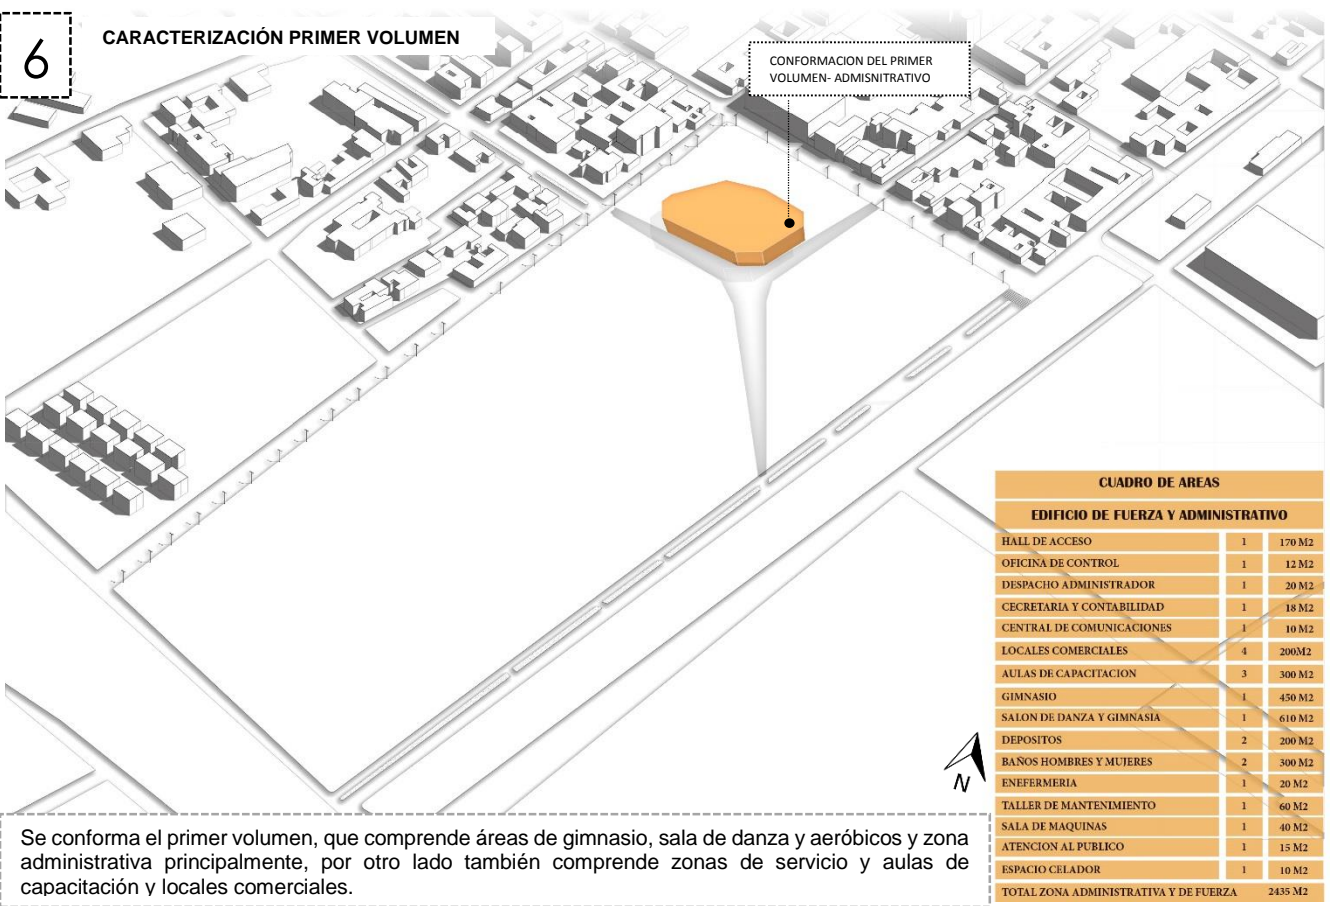 6
CARACTERIZACIÓN PRIMER VOLUMEN
CONFORMACION DEL PRIMER
VOLUMEN- ADMISNITRATIVO
CUADRO DE AREAS
EDIFICIO DE FUERZA Y ADMINISTRATIVO
HALL DE ACCESO 1 170 M2
OFICINA DE CONTROL 1 12 M2
DESPACHO ADMINISTRADOR 1 20 M2
CECRETARIA Y CONTABILIDAD 1 18 M2
CENTRAL DE COMUNICACIONES 1 10 M2
LOCALES COMERCIALES 4 200M2
AULAS DE CAPACITACION 3 300 M2
GIMNASIO 1 450 M2
SALON DE DANZA Y GIMNASIA 1 610 M2
DEPOSITOS 2 200 M2
BAÑOS HOMBRES Y MUJERES 2 300 M2
ENEFERMERIA 1 20 M2
TALLER DE MANTENIMIENTO 1 60 M2
SALA DE MAQUINAS 1 40 M2
ATENCION AL PUBLICO 1 15 M2
ESPACIO CELADOR 1 10 M2
TOTAL ZONA ADMINISTRATIVA Y DE FUERZA 2435 M2
N
Se conforma el primer volumen, que comprende áreas de gimnasio, sala de danza y aeróbicos y zona
administrativa principalmente, por otro lado también comprende zonas de servicio y aulas de
capacitación y locales comerciales.